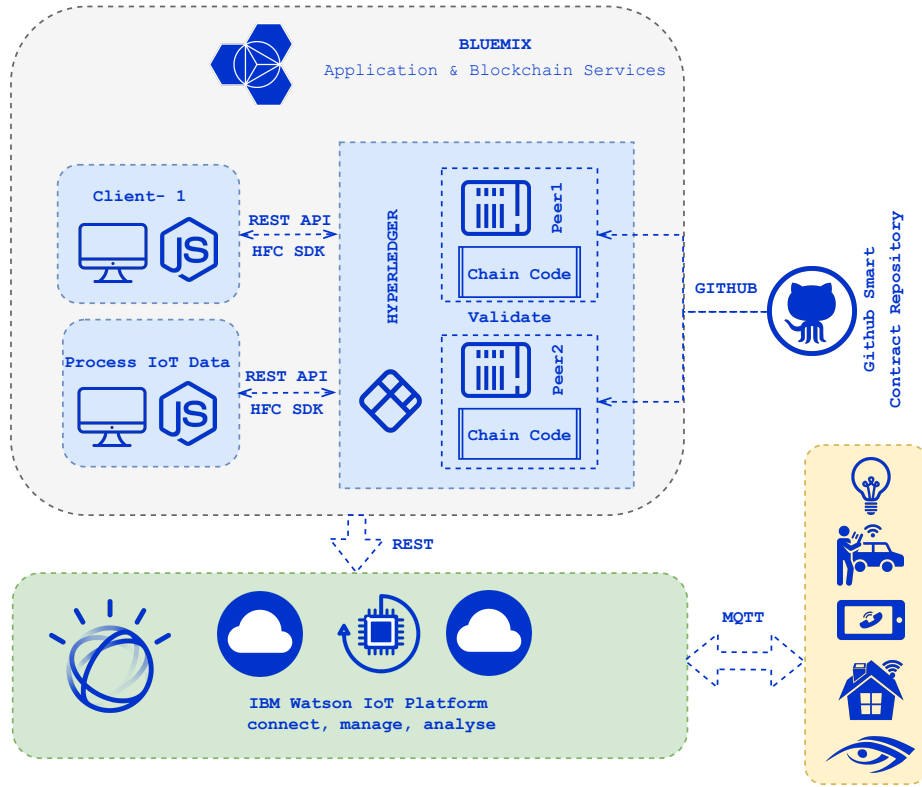 BLUEMIX
Application & Blockchain Services
Client- 1
JS
REST API
HFC SDK
Process IoT Data
JS
REST API
HFC SDK
HYPERLEDGER
Peer1
Chain Code
Validate
Peer2
Chain Code
GITHUB
Github Smart
Contract Repository
REST
MQTT
IBM Watson IoT Platform
connect, manage, analyse